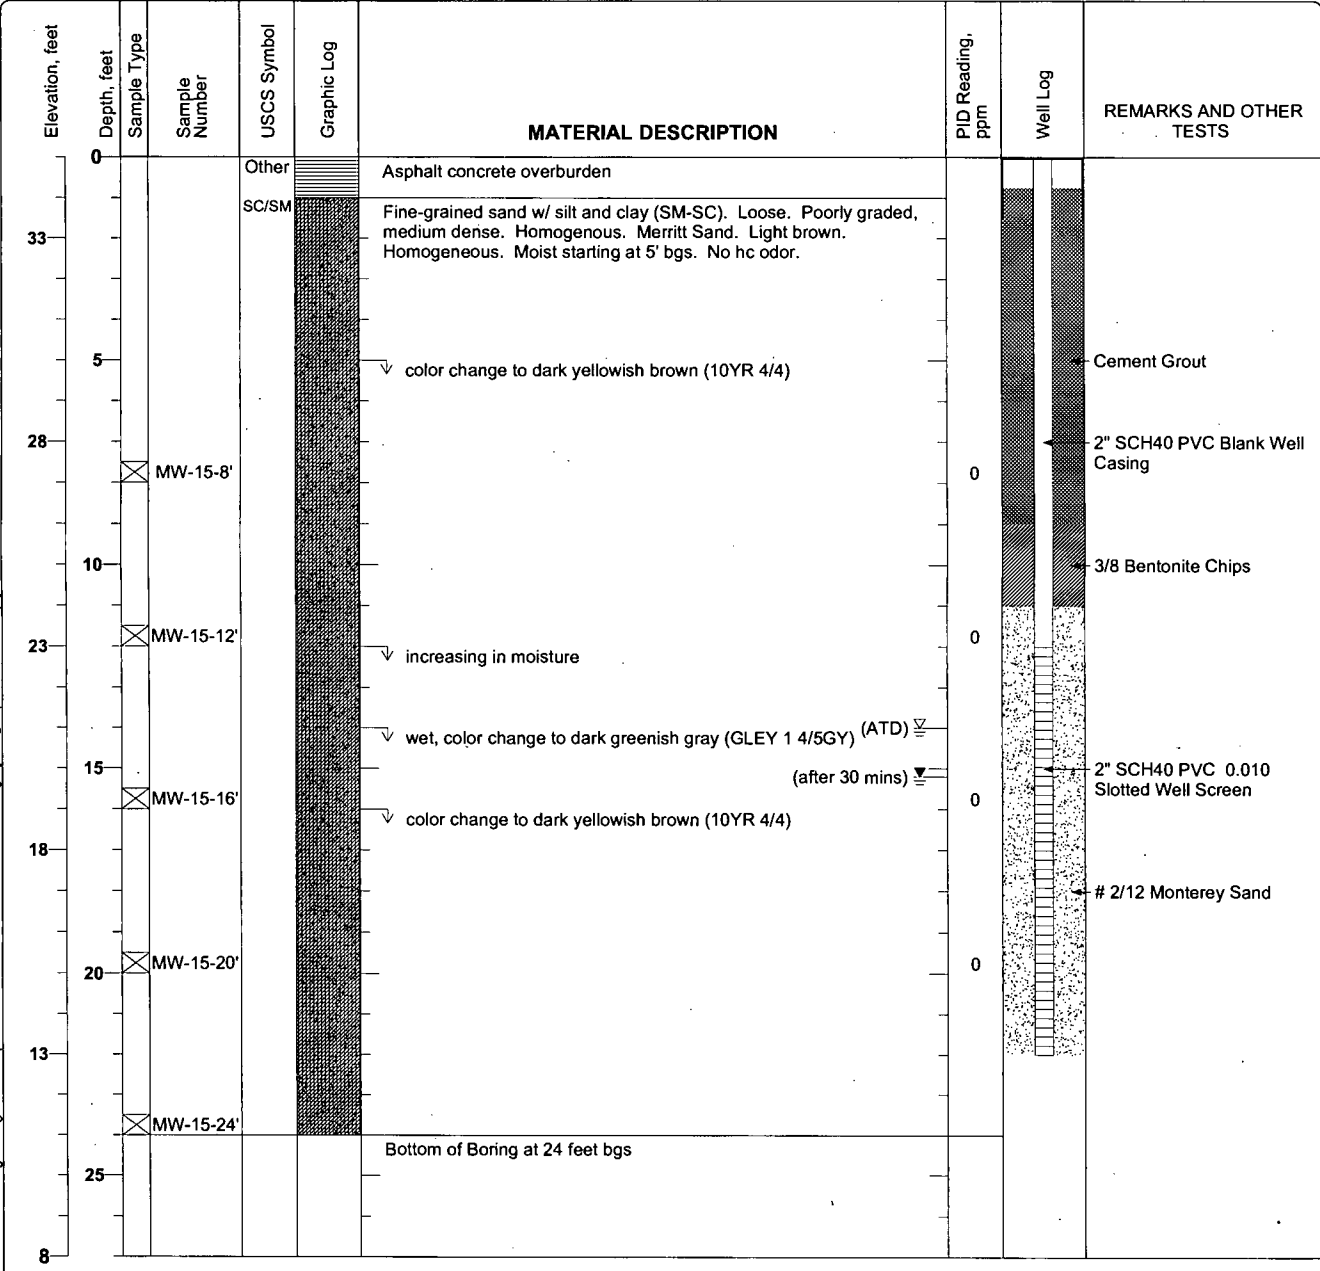 Elevation, feet
Depth, feet
Sample Type
Sample
Number
USCS Symbol
Graphic Log
MATERIAL DESCRIPTION
PID Reading,
ppm
Well Log
REMARKS AND OTHER
TESTS
0
Other
Asphalt concrete overburden
SC/SM
Fine-grained sand w/ silt and clay (SM-SC). Loose. Poorly graded,
medium dense. Homogenous. Merritt Sand. Light brown.
Homogeneous. Moist starting at 5' bgs. No hc odor.
33
5
color change to dark yellowish brown (10YR 4/4)
Cement Grout
28
2" SCH40 PVC Blank Well
Casing
MW-15-8'
0
10
3/8 Bentonite Chips
MW-15-12'
0
23
increasing in moisture
wet, color change to dark greenish gray (GLEY 1 4/5GY)
(ATD)
15
(after 30 mins)
2" SCH40 PVC 0.010
Slotted Well Screen
MW-15-16'
0
color change to dark yellowish brown (10YR 4/4)
18
# 2/12 Monterey Sand
MW-15-20'
0
20
13
MW-15-24'
Bottom of Boring at 24 feet bgs
25
8